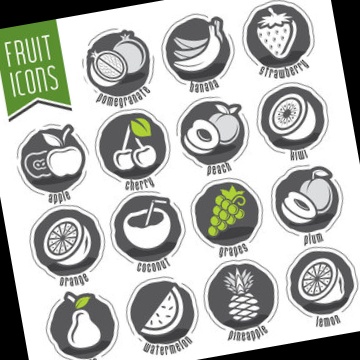 FRUIT
ICONS
pomegranate
banana
strawberry
apple
cherry
peach
kiwi
orange
coconut
grapes
plum
watermelon
pineapple
lemon